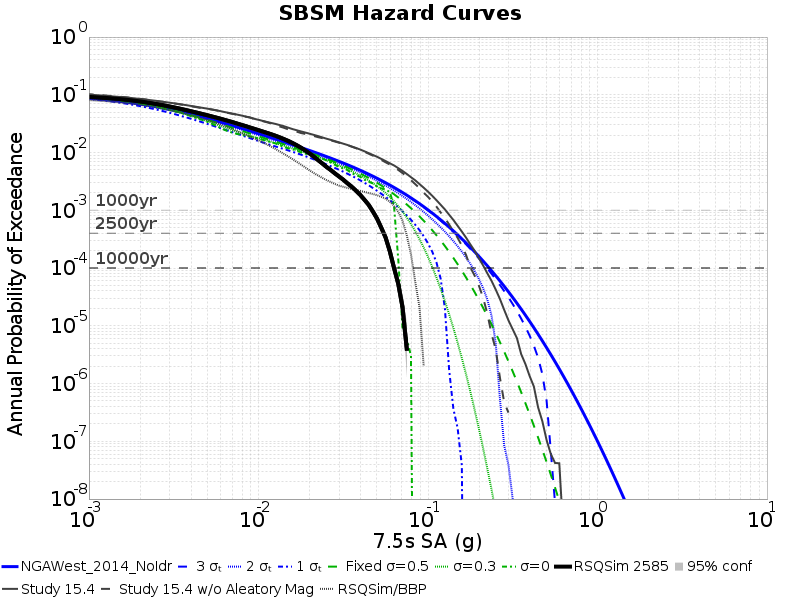 SBSM Hazard Curves
Annual Probability of Exceedance
10⁰
10⁻¹
10⁻²
10⁻³
10⁻⁴
10⁻⁵
10⁻⁶
10⁻⁷
10⁻⁸
1000yr
2500yr
10000yr
10⁻³ 10⁻² 10⁻¹ 10⁰ 10¹
7.5s SA (g)
NGAWest_2014_NoIdr 3 σₜ 2 σₜ 1 σₜ Fixed σ=0.5 σ=0.3 σ=0 RSQSim 2585 95% conf
Study 15.4 Study 15.4 w/o Aleatory Mag RSQSim/BBP